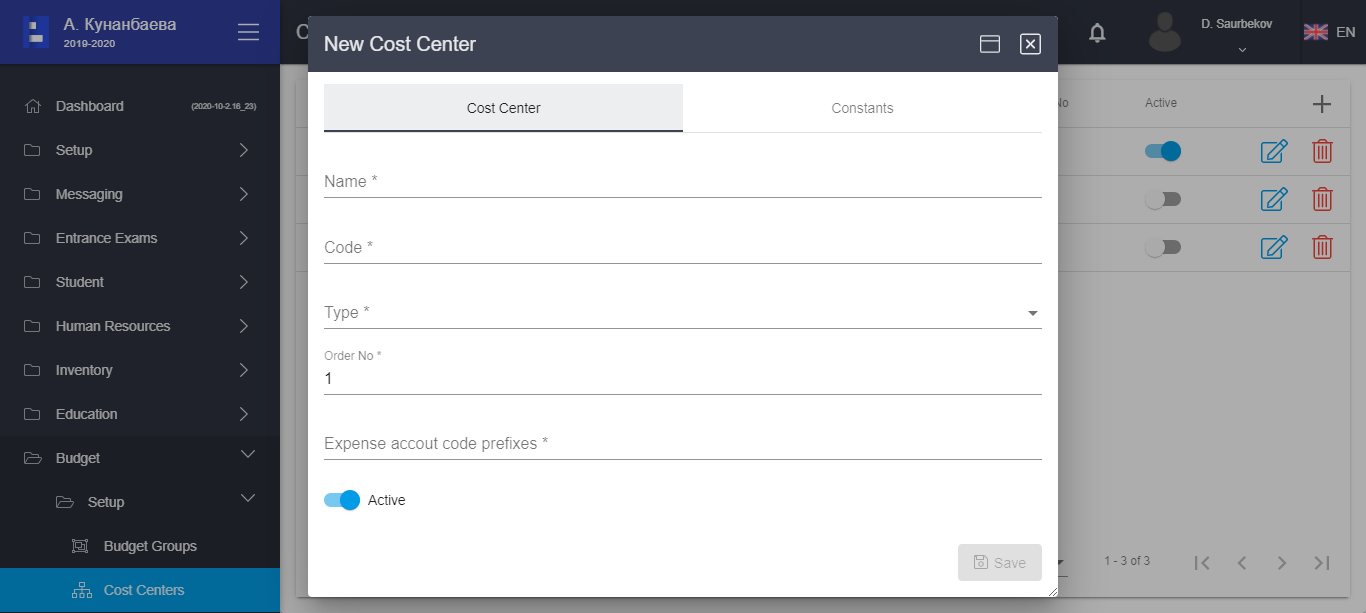 А. Кунанбаева
2019-2020
Dashboard
(2020-10-2.16_23)
Setup
Messaging
Entrance Exams
Student
Human Resources
Inventory
Education
Budget
Setup
Budget Groups
Cost Centers
C
D. Saurbekov
EN
New Cost Center
Cost Center
Constants
Name *
Code *
Type *
Order No *
1
Expense accout code prefixes *
Active
Save
No
Active
1 - 3 of 3